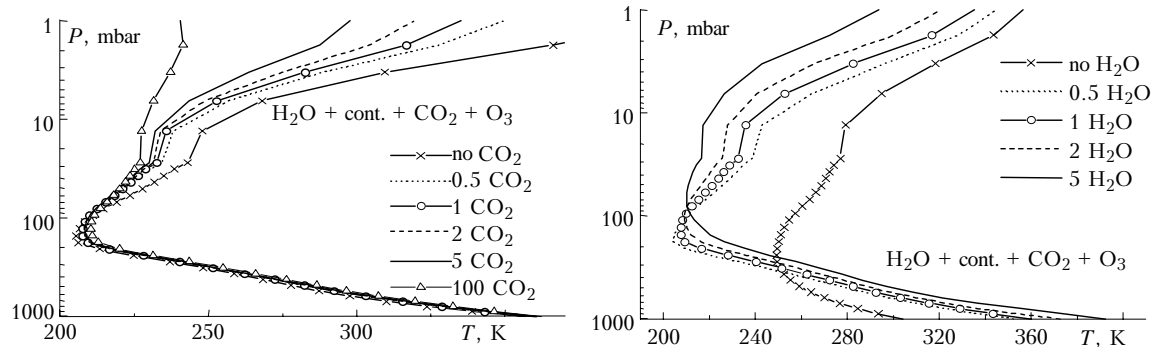 1
P, mbar
10
100
1000
200
250
300
T, K
H₂O + cont. + CO₂ + O₃
no CO₂
0.5 CO₂
1 CO₂
2 CO₂
5 CO₂
100 CO₂
1
P, mbar
10
100
1000
200
240
280
320
360
T, K
no H₂O
0.5 H₂O
1 H₂O
2 H₂O
5 H₂O
H₂O + cont. + CO₂ + O₃